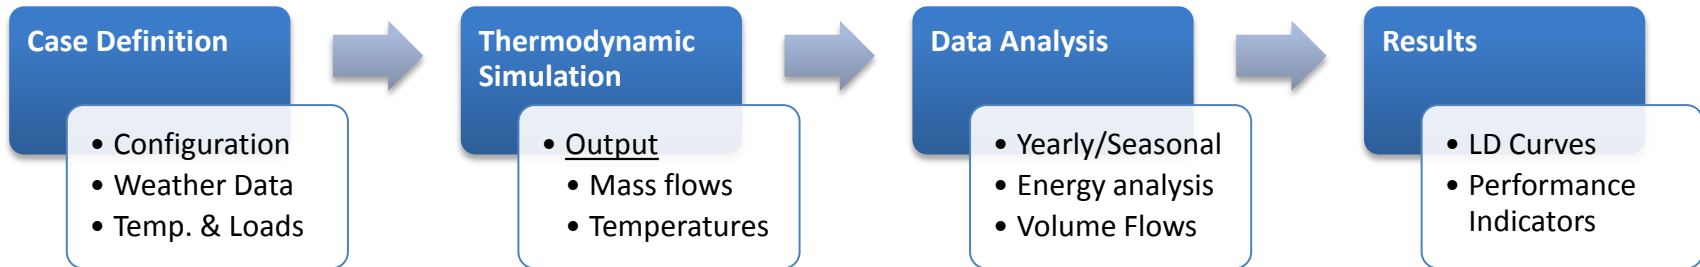 Case Definition
• Configuration
• Weather Data
• Temp. & Loads
Thermodynamic
Simulation
• Output
• Mass flows
• Temperatures
Data Analysis
• Yearly/Seasonal
• Energy analysis
• Volume Flows
Results
• LD Curves
• Performance
Indicators